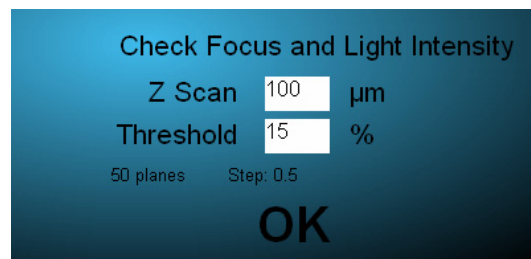 Check Focus and Light Intensity
Z Scan 100 µm
Threshold 15 %
50 planes Step: 0.5
OK